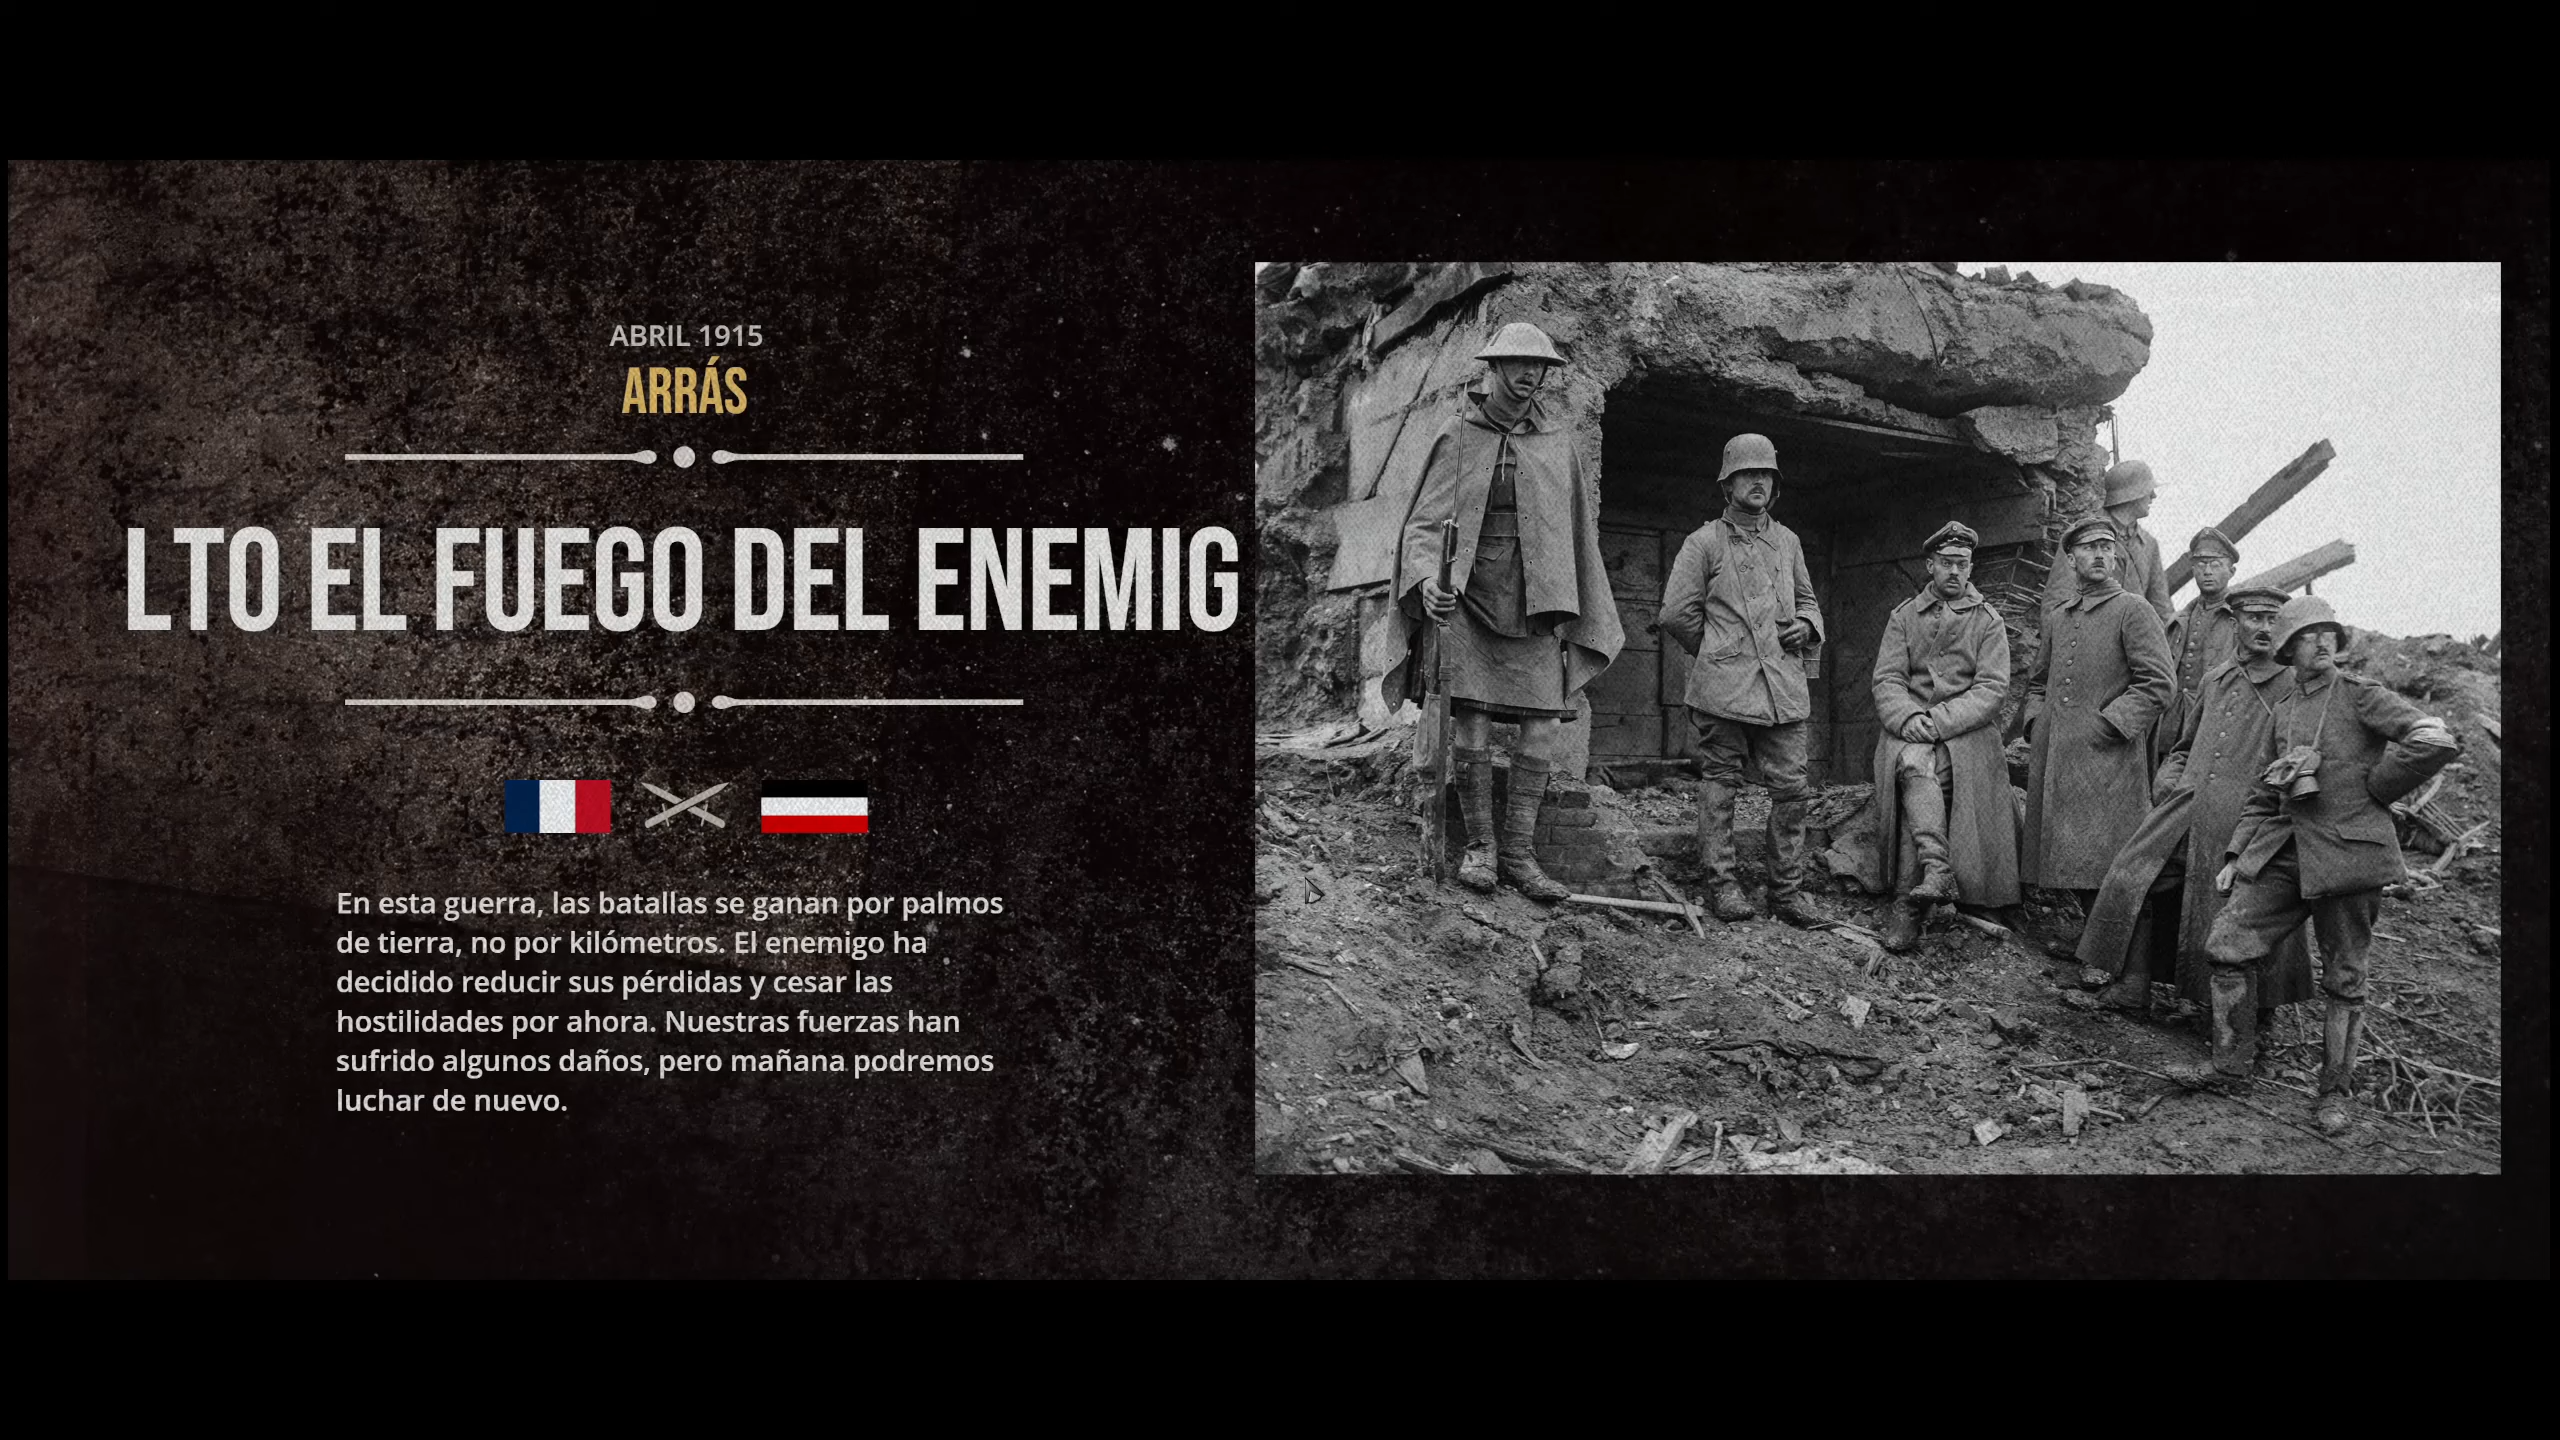 ABRIL 1915
ARRÁS
LTO EL FUEGO DEL ENEMIG
En esta guerra, las batallas se ganan por palmos
de tierra, no por kilómetros. El enemigo ha
decidido reducir sus pérdidas y cesar las
hostilidades por ahora. Nuestras fuerzas han
sufrido algunos daños, pero mañana podremos
luchar de nuevo.